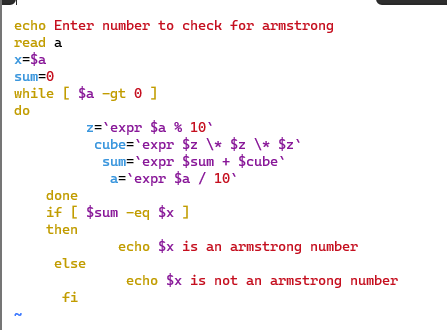 echo Enter number to check for armstrong
read a
x=$a
sum=0
while [ $a -gt 0 ]
do
z=`expr $a % 10`
cube=`expr $z \* $z \* $z`
sum=`expr $sum + $cube`
a=`expr $a / 10`
done
if [ $sum -eq $x ]
then
echo $x is an armstrong number
else
echo $x is not an armstrong number
fi
~